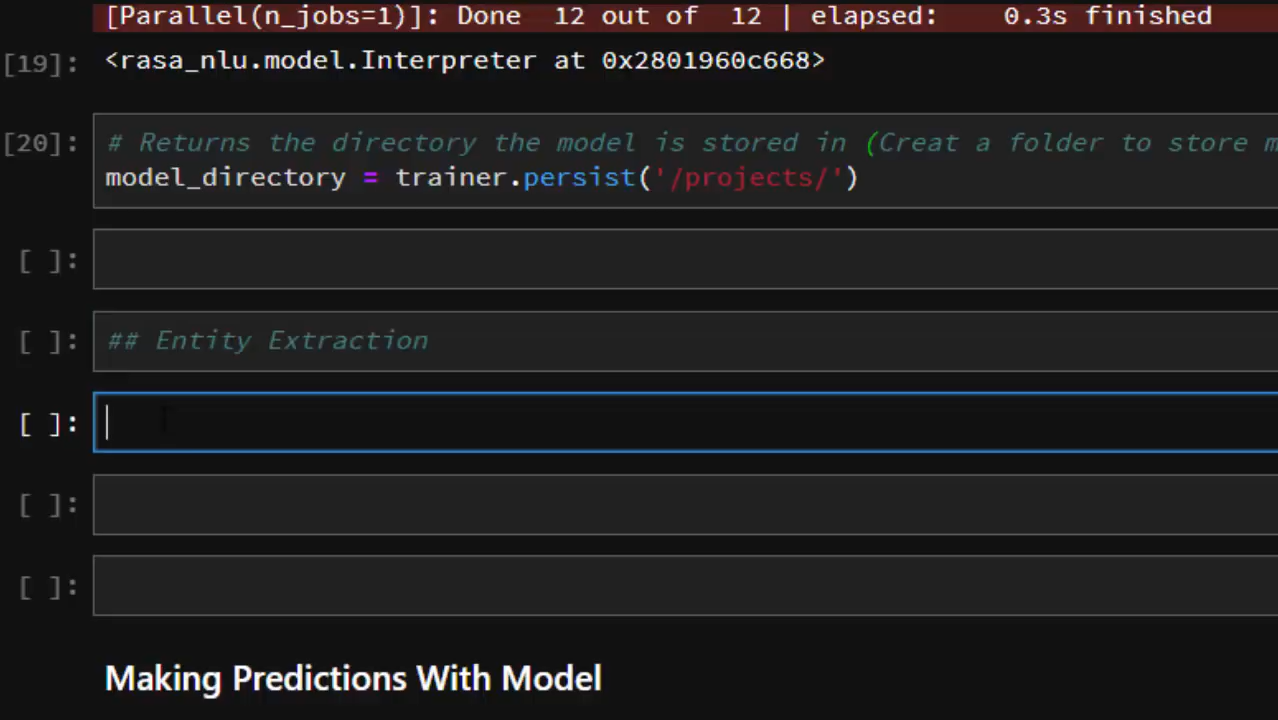 [Parallel(n_jobs=1)]: Done 12 out of 12 | elapsed: 0.3s finished
[19]: <rasa_nlu.model.Interpreter at 0x2801960c668>
[20]: # Returns the directory the model is stored in (Creat a folder to store m
model_directory = trainer.persist('/projects/')
[ ]:
[ ]: ## Entity Extraction
[ ]:
[ ]:
[ ]:
Making Predictions With Model